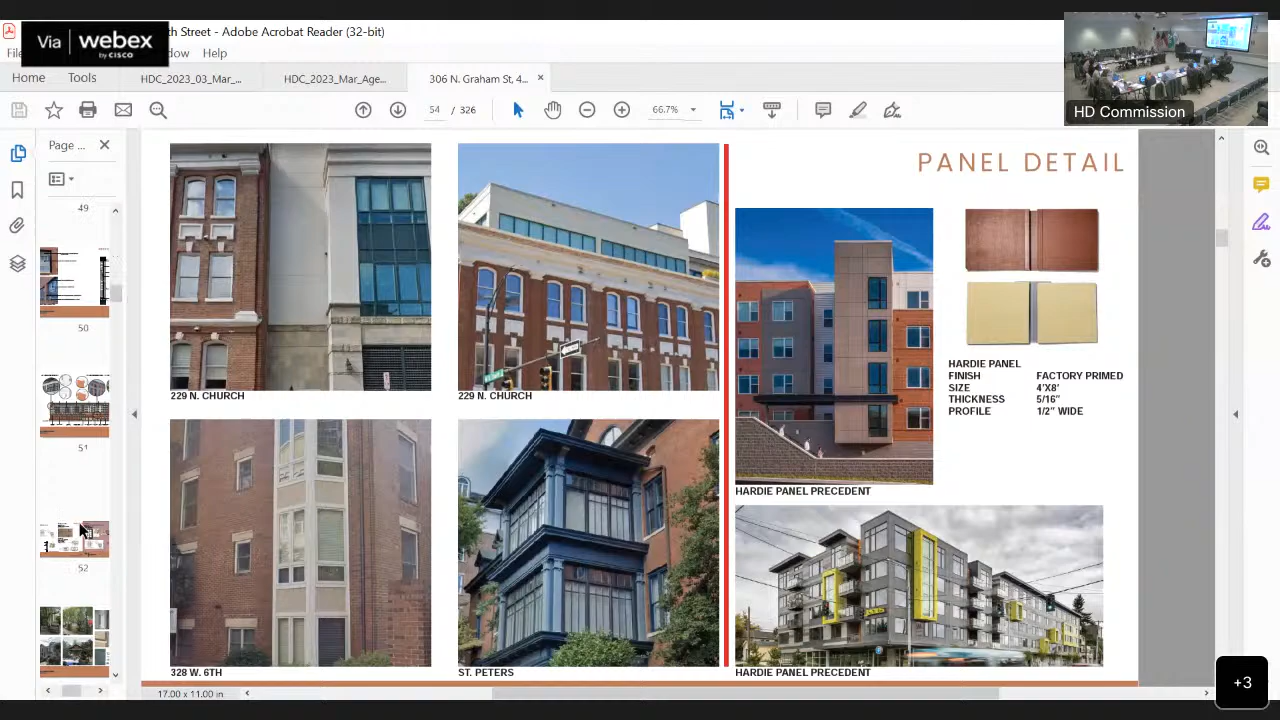 Via webex
by CISCO
th Street - Adobe Acrobat Reader (32-bit)
dow Help
Home Tools HDC_2023_03_Mar_... HDC_2023_Mar_Age... 306 N. Graham St, 4... ×
54 / 326 66.7%
HD Commission
Page ...
49
50
51
52
PANEL DETAIL
229 N. CHURCH
229 N. CHURCH
328 W. 6TH
ST. PETERS
HARDIE PANEL PRECEDENT
HARDIE PANEL PRECEDENT
HARDIE PANEL
FINISH FACTORY PRIMED
SIZE 4'X8'
THICKNESS 5/16"
PROFILE 1/2" WIDE
17.00 x 11.00 in
+3